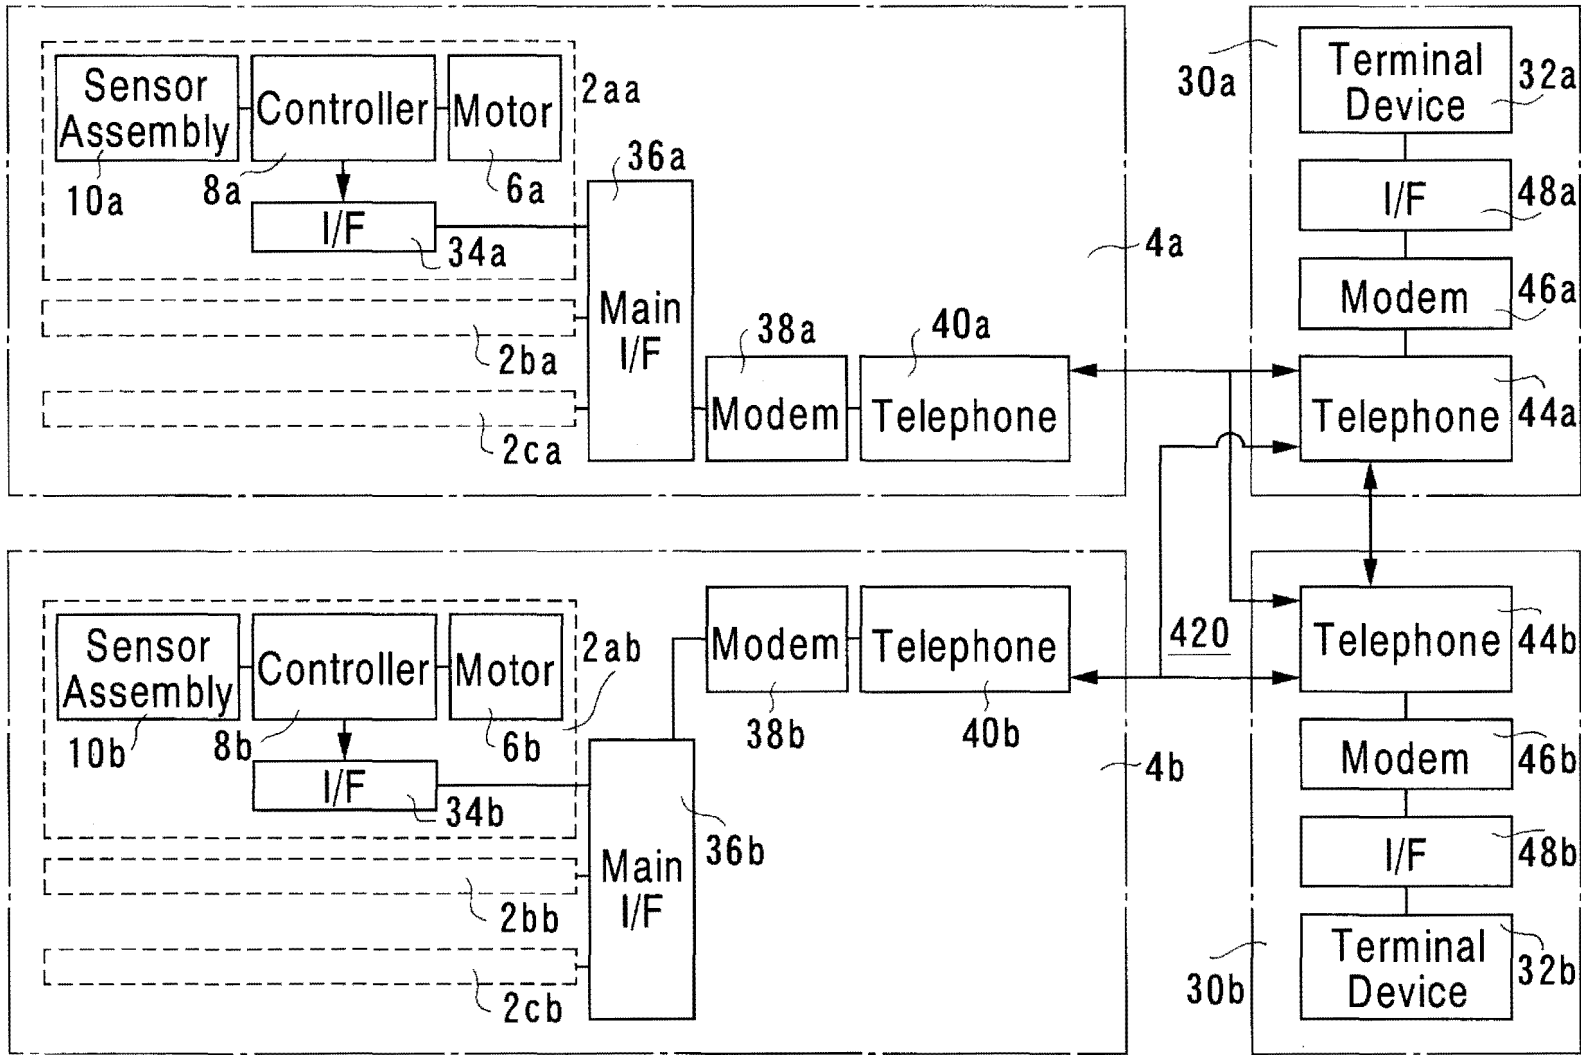 Sensor
Assembly
10a
Controller
8a
Motor
6a
2aa
I/F
34a
36a
Main
I/F
2ba
2ca
38a
Modem
40a
Telephone
4a
30a
Terminal
Device
32a
I/F
48a
Modem
46a
Telephone
44a
Sensor
Assembly
10b
Controller
8b
Motor
6b
2ab
I/F
34b
Main
I/F
36b
2bb
2cb
Modem
38b
Telephone
40b
4b
420
Telephone
44b
Modem
46b
I/F
48b
Terminal
Device
32b
30b